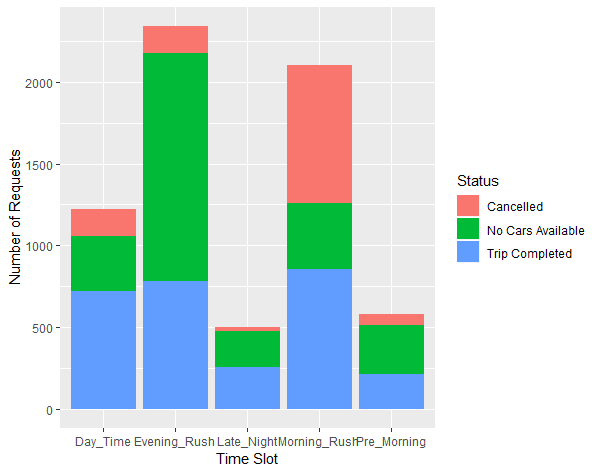 Number of Requests
2000
1500
1000
500
0
Day_Time Evening_Rush Late_Night Morning_Rush Pre_Morning
Time Slot
Status
Cancelled
No Cars Available
Trip Completed